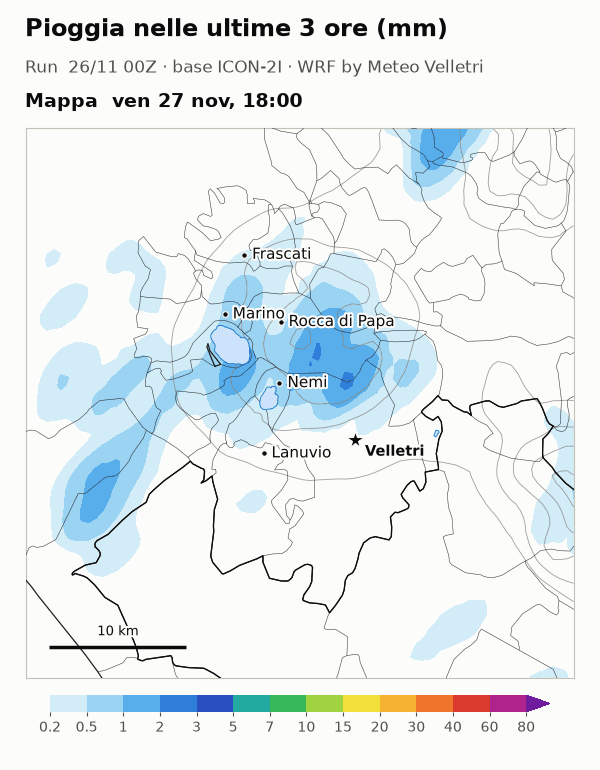 Pioggia nelle ultime 3 ore (mm)
Run  26/11 00Z · base ICON-2I · WRF by Meteo Velletri
Mappa  ven 27 nov, 18:00
Frascati
Marino
Rocca di Papa
Nemi
Velletri
Lanuvio
10 km
0.2 0.5 1 2 3 5 7 10 15 20 30 40 60 80